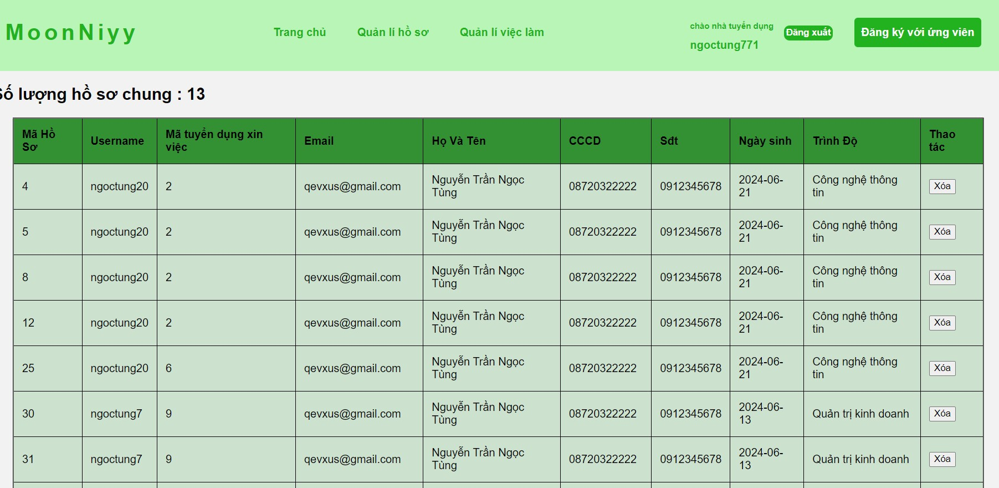 MoonNiyy
Trang chủ
Quản lí hồ sơ
Quản lí việc làm
chào nhà tuyển dụng
ngoctung771
Đăng xuất
Đăng ký với ứng viên
Số lượng hồ sơ chung : 13
Mã Hồ
Sơ
Username
Mã tuyển dụng xin
việc
Email
Họ Và Tên
CCCD
Sđt
Ngày sinh
Trình Độ
Thao
tác
4
ngoctung20
2
qevxus@gmail.com
Nguyễn Trần Ngọc
Tùng
08720322222
0912345678
2024-06-
21
Công nghệ thông
tin
Xóa
5
ngoctung20
2
qevxus@gmail.com
Nguyễn Trần Ngọc
Tùng
08720322222
0912345678
2024-06-
21
Công nghệ thông
tin
Xóa
8
ngoctung20
2
qevxus@gmail.com
Nguyễn Trần Ngọc
Tùng
08720322222
0912345678
2024-06-
21
Công nghệ thông
tin
Xóa
12
ngoctung20
2
qevxus@gmail.com
Nguyễn Trần Ngọc
Tùng
08720322222
0912345678
2024-06-
21
Công nghệ thông
tin
Xóa
25
ngoctung20
6
qevxus@gmail.com
Nguyễn Trần Ngọc
Tùng
08720322222
0912345678
2024-06-
21
Công nghệ thông
tin
Xóa
30
ngoctung7
9
qevxus@gmail.com
Nguyễn Trần Ngọc
Tùng
08720322222
0912345678
2024-06-
13
Quản trị kinh doanh
Xóa
31
ngoctung7
9
qevxus@gmail.com
Nguyễn Trần Ngọc
Tùng
08720322222
0912345678
2024-06-
13
Quản trị kinh doanh
Xóa